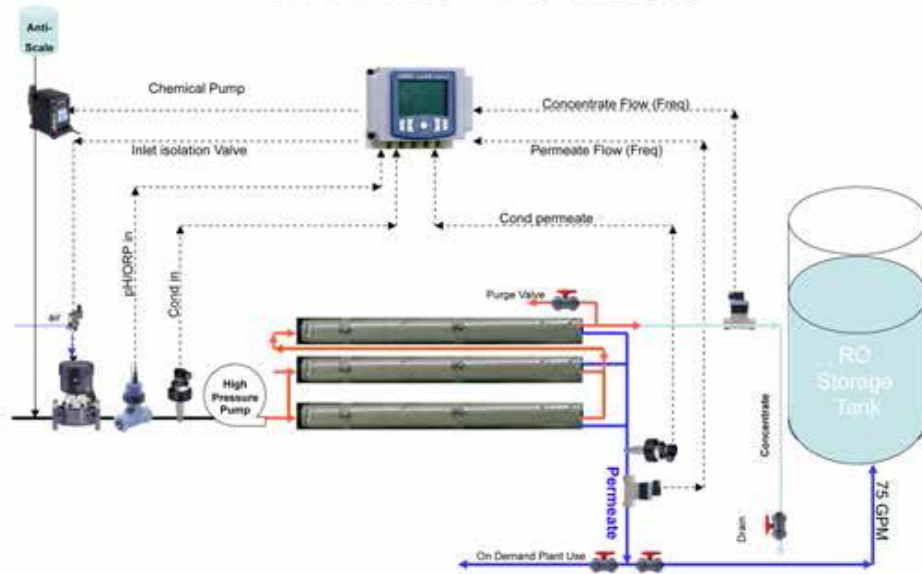 Anti-
Scale
Chemical Pump
Inlet isolation Valve
Concentrate Flow (Freq)
Permeate Flow (Freq)
Cond permeate
pH/ORP in
Cond in
air
Purge Valve
High
Pressure
Pump
RO
Storage
Tank
Concentrate
Permeate
Drain
75 GPM
On Demand Plant Use